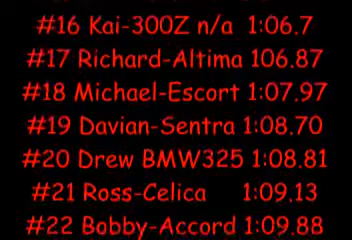 #16 Kai-300Z n/a 1:06.7
#17 Richard-Altima 106.87
#18 Michael-Escort 1:07.97
#19 Davian-Sentra 1:08.70
#20 Drew BMW325 1:08.81
#21 Ross-Celica 1:09.13
#22 Bobby-Accord 1:09.88